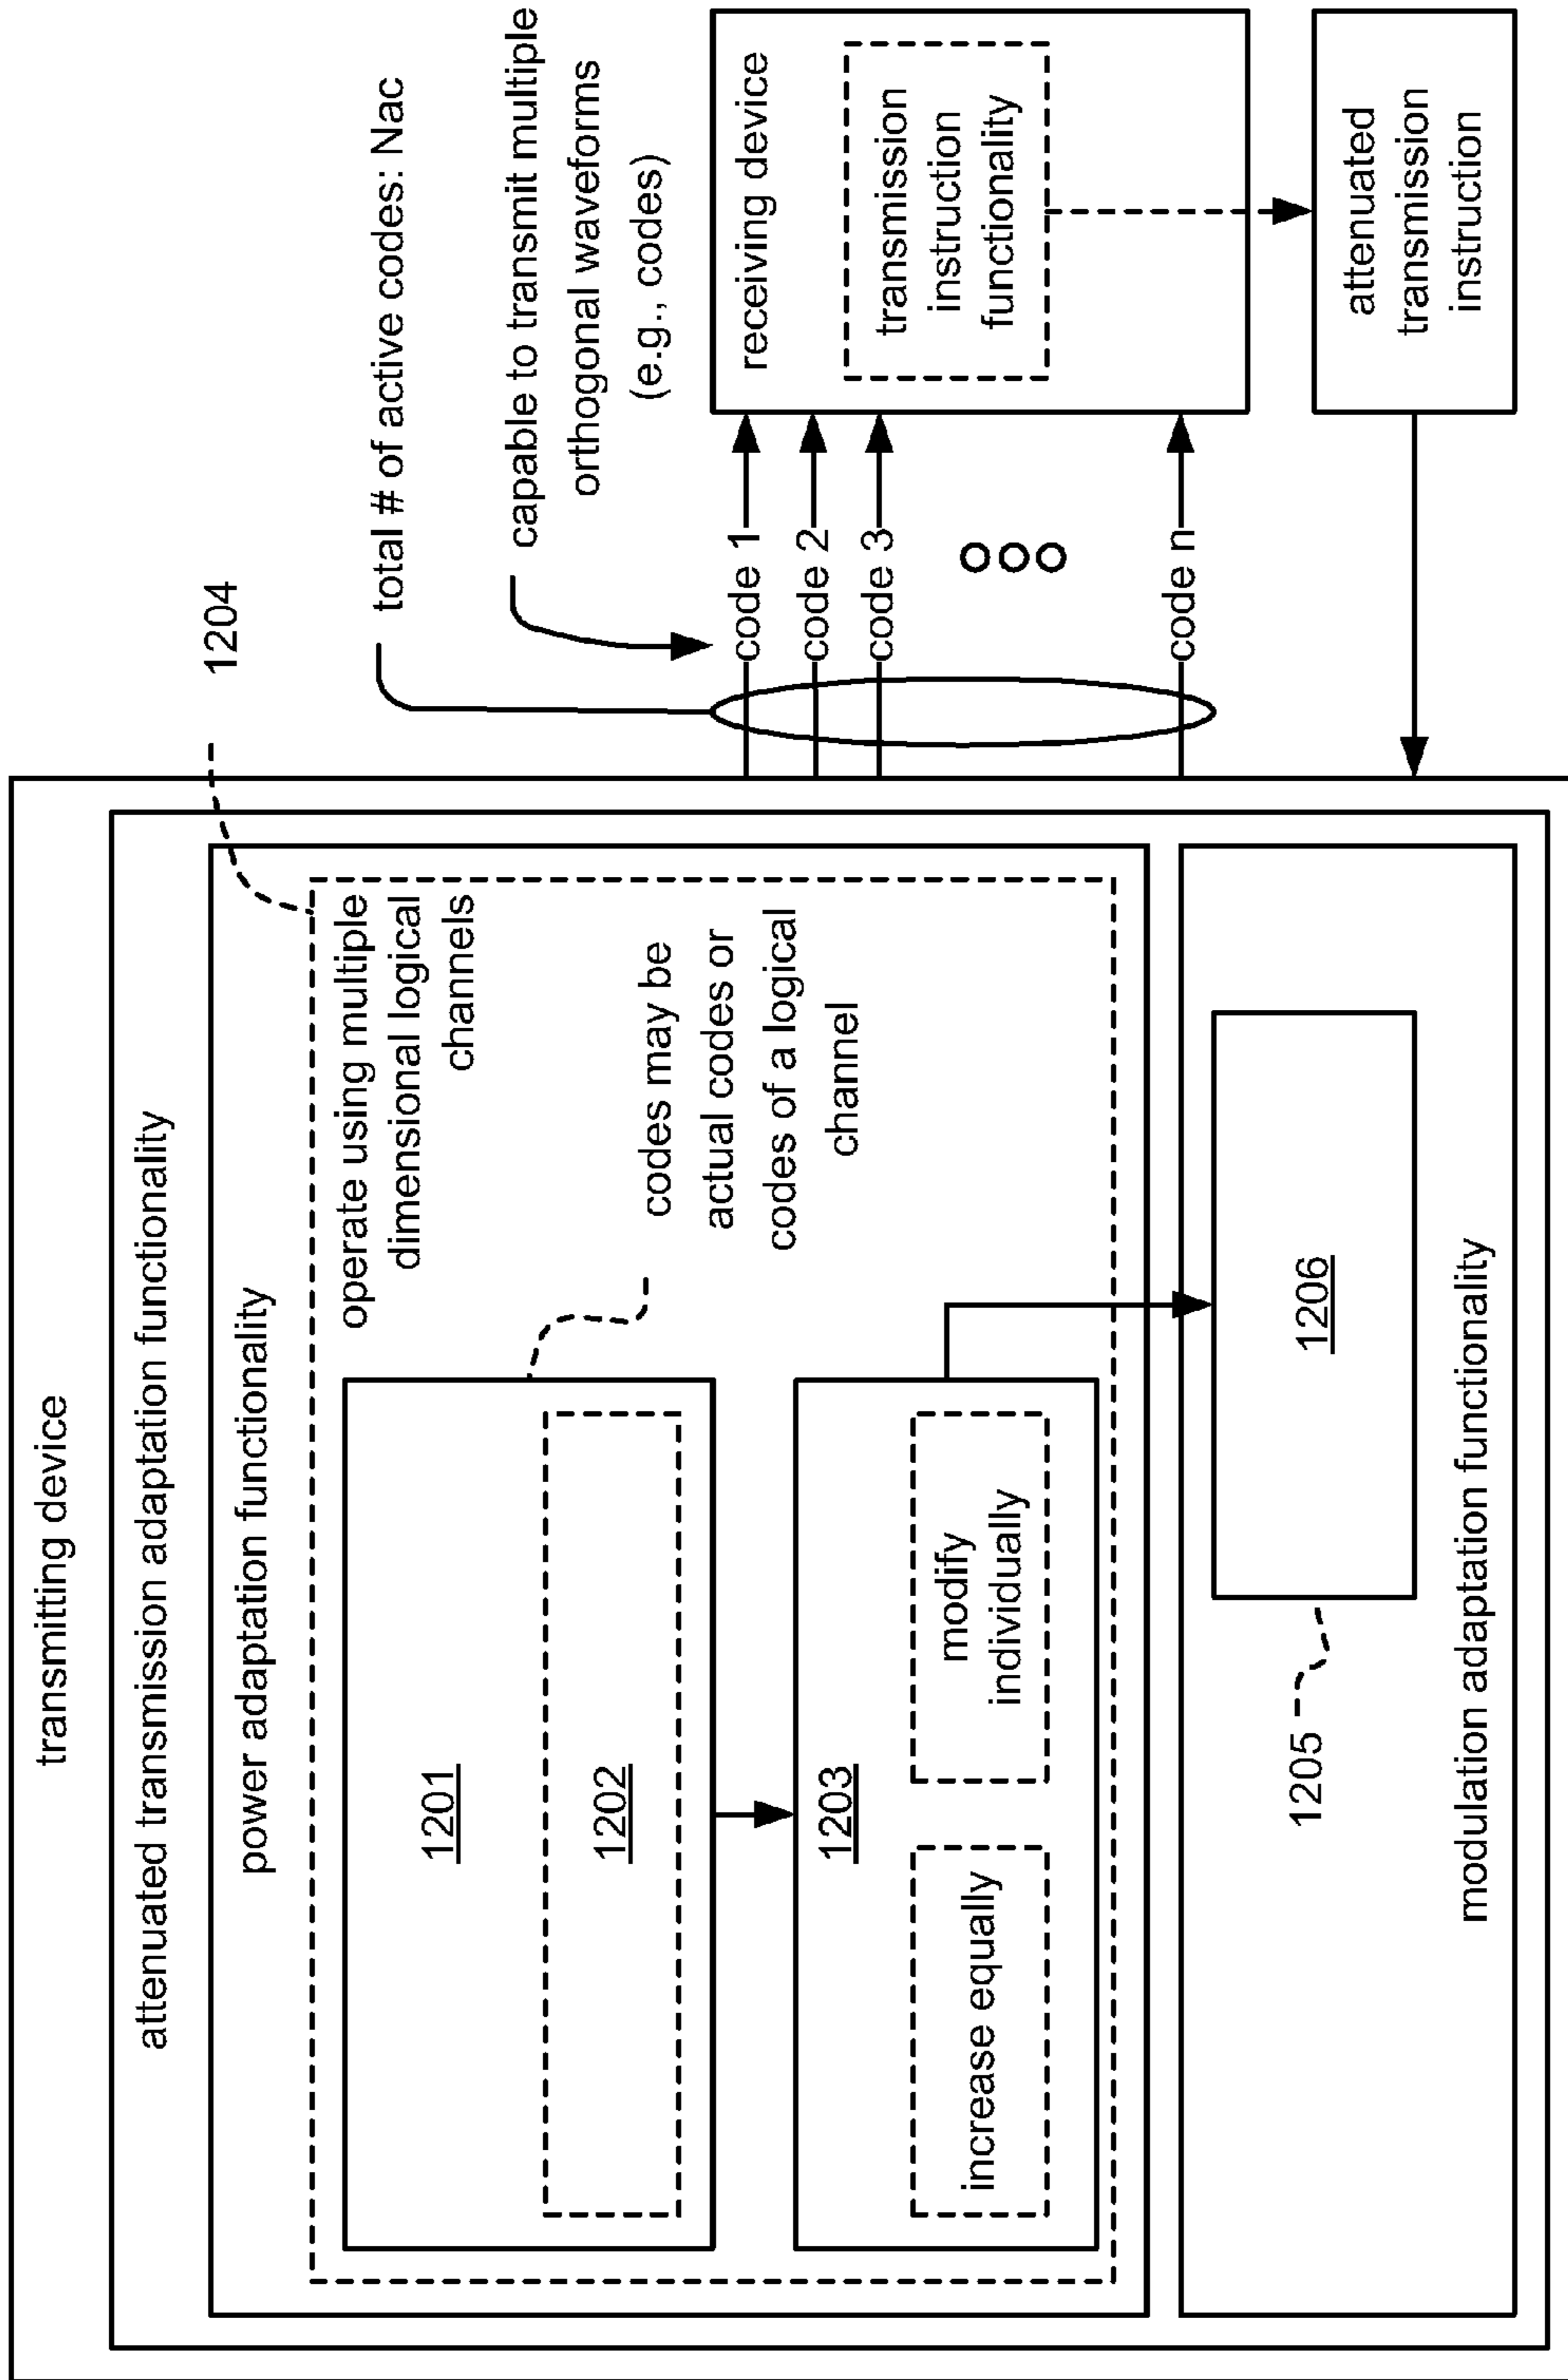 transmitting device
attenuated transmission adaptation functionality
power adaptation functionality
1204
operate using multiple
dimensional logical
channels
1201
1202
codes may be
actual codes or
codes of a logical
channel
1203
increase equally
modify
individually
1205
1206
modulation adaptation functionality
total # of active codes: Nac
capable to transmit multiple
orthogonal waveforms
(e.g., codes)
code 1
code 2
code 3
code n
receiving device
transmission
instruction
functionality
attenuated
transmission
instruction